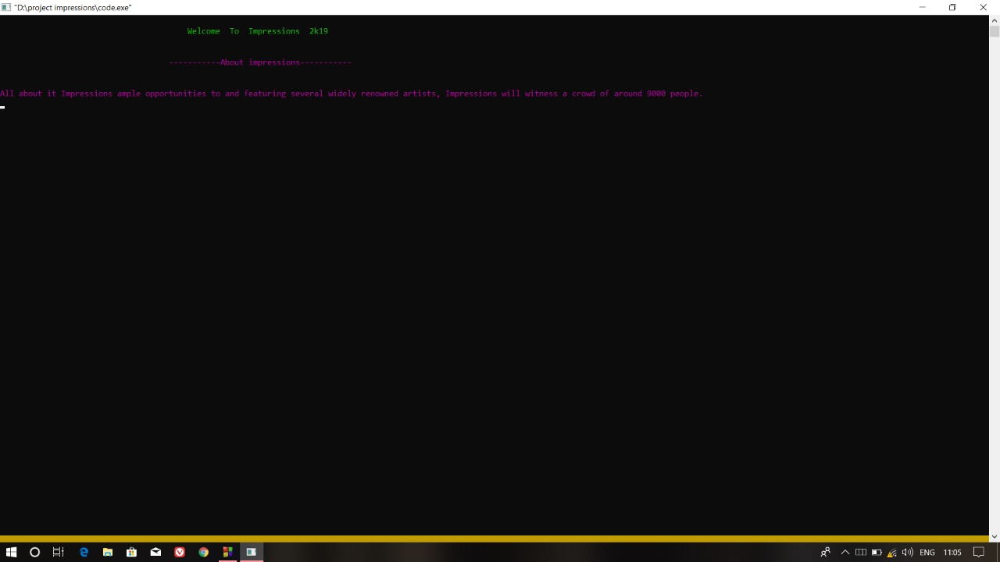 "D:\project impressions\code.exe"
Welcome  To  Impressions  2k19
-----------About impressions-----------
All about it Impressions ample opportunities to and featuring several widely renowned artists, Impressions will witness a crowd of around 9000 people.
ENG 11:05